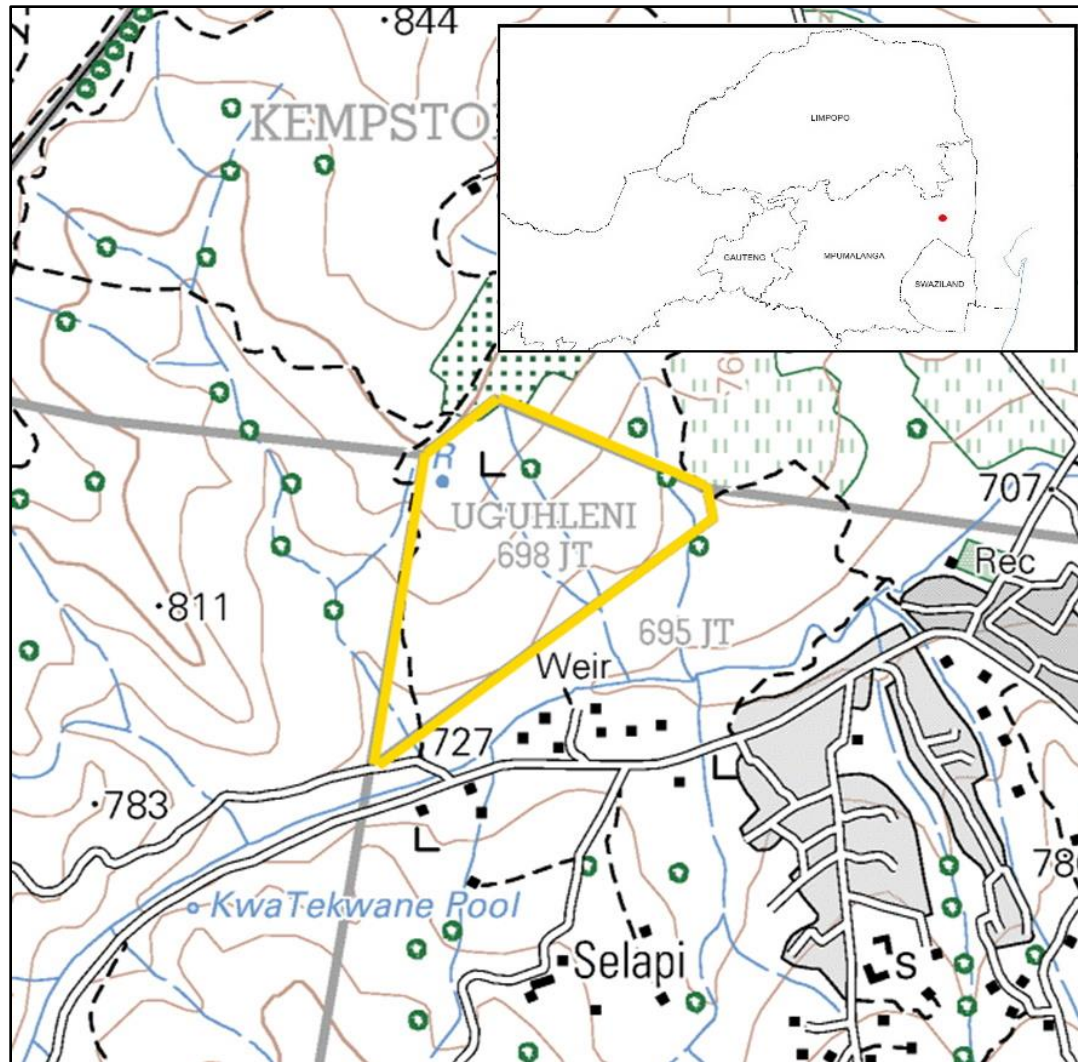 844
KEMPSTO
LIMPOPO
GAUTENG
MPUMALANGA
SWAZILAND
R
UGUHLENI
698 JT
707
Rec
811
695 JT
Weir
727
783
KwaTekwane Pool
Selapi
S